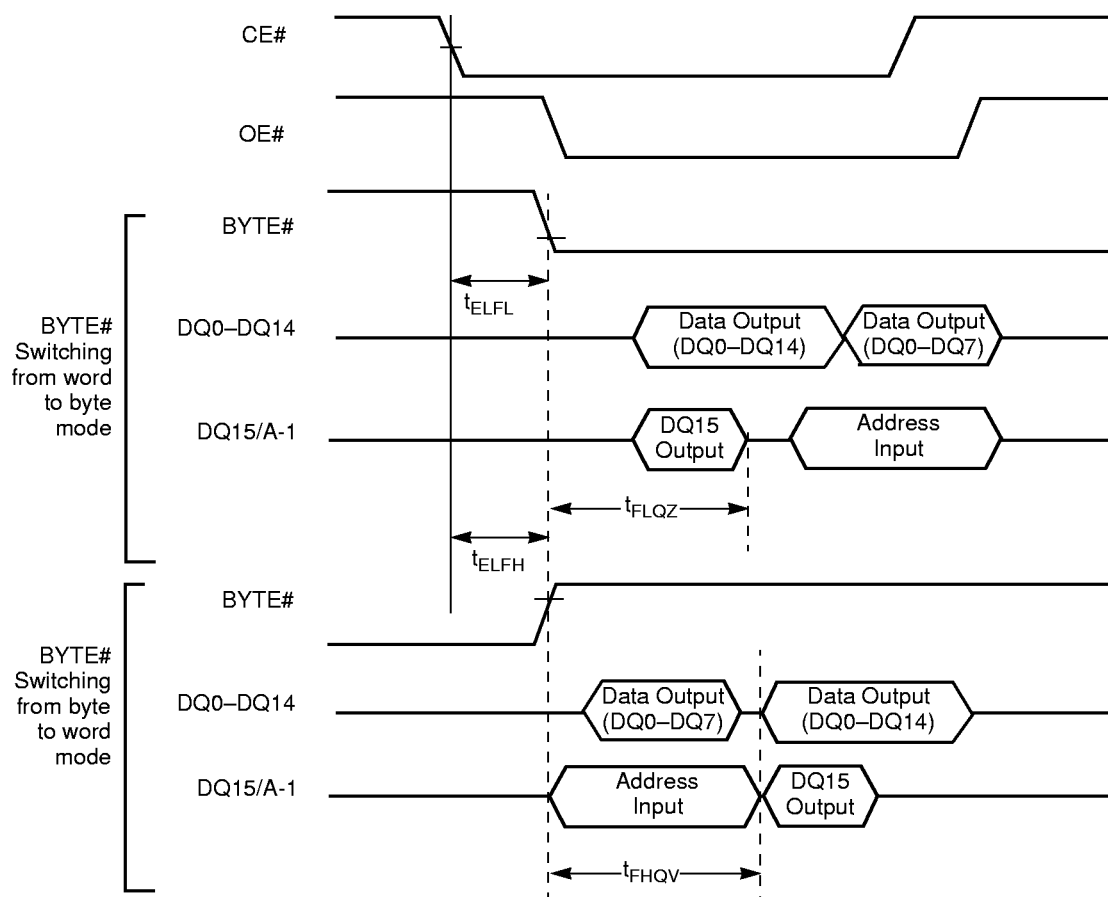 CE#
OE#
BYTE#
tELFL
BYTE#
Switching
from word
to byte
mode
DQ0–DQ14
Data Output
(DQ0–DQ14)
Data Output
(DQ0–DQ7)
DQ15/A-1
DQ15
Output
Address
Input
tFLQZ
tELFH
BYTE#
BYTE#
Switching
from byte
to word
mode
DQ0–DQ14
Data Output
(DQ0–DQ7)
Data Output
(DQ0–DQ14)
DQ15/A-1
Address
Input
DQ15
Output
tFHQV